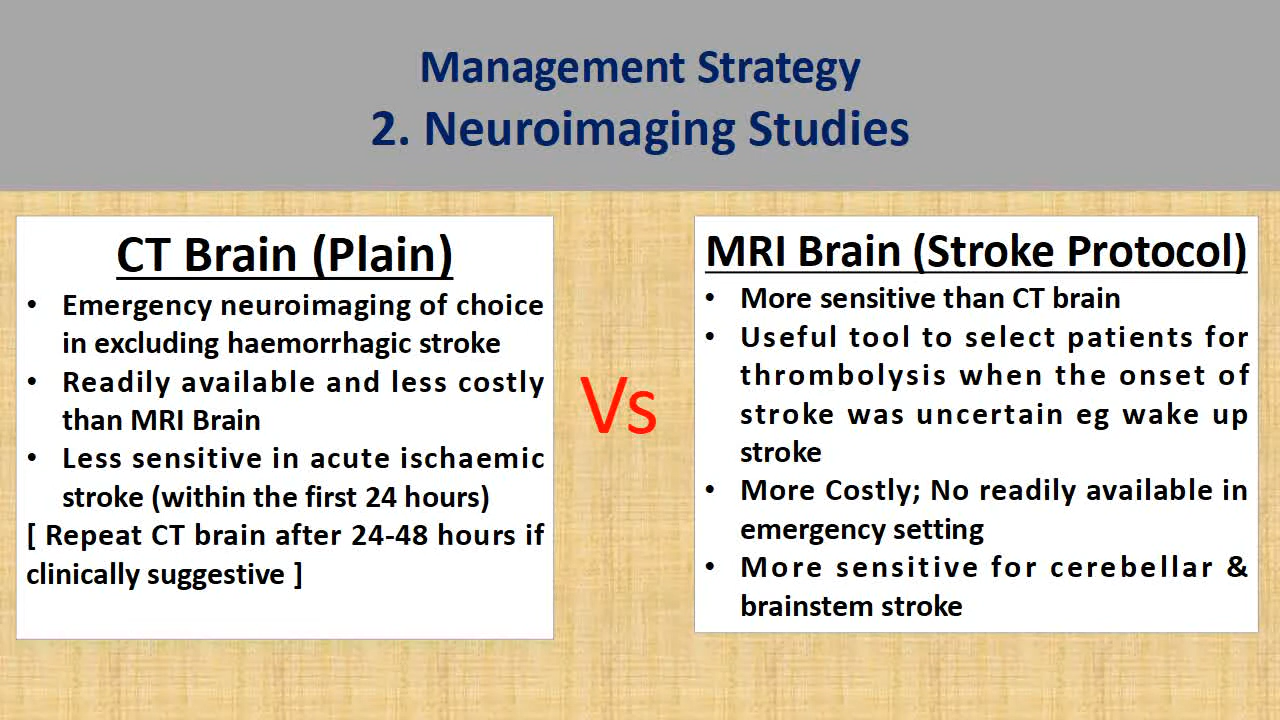 Management Strategy
2. Neuroimaging Studies
CT Brain (Plain)
• Emergency neuroimaging of choice
in excluding haemorrhagic stroke
• Readily available and less costly
than MRI Brain
• Less sensitive in acute ischaemic
stroke (within the first 24 hours)
[ Repeat CT brain after 24-48 hours if
clinically suggestive ]
Vs
MRI Brain (Stroke Protocol)
• More sensitive than CT brain
• Useful tool to select patients for
thrombolysis when the onset of
stroke was uncertain eg wake up
stroke
• More Costly; No readily available in
emergency setting
• More sensitive for cerebellar &
brainstem stroke